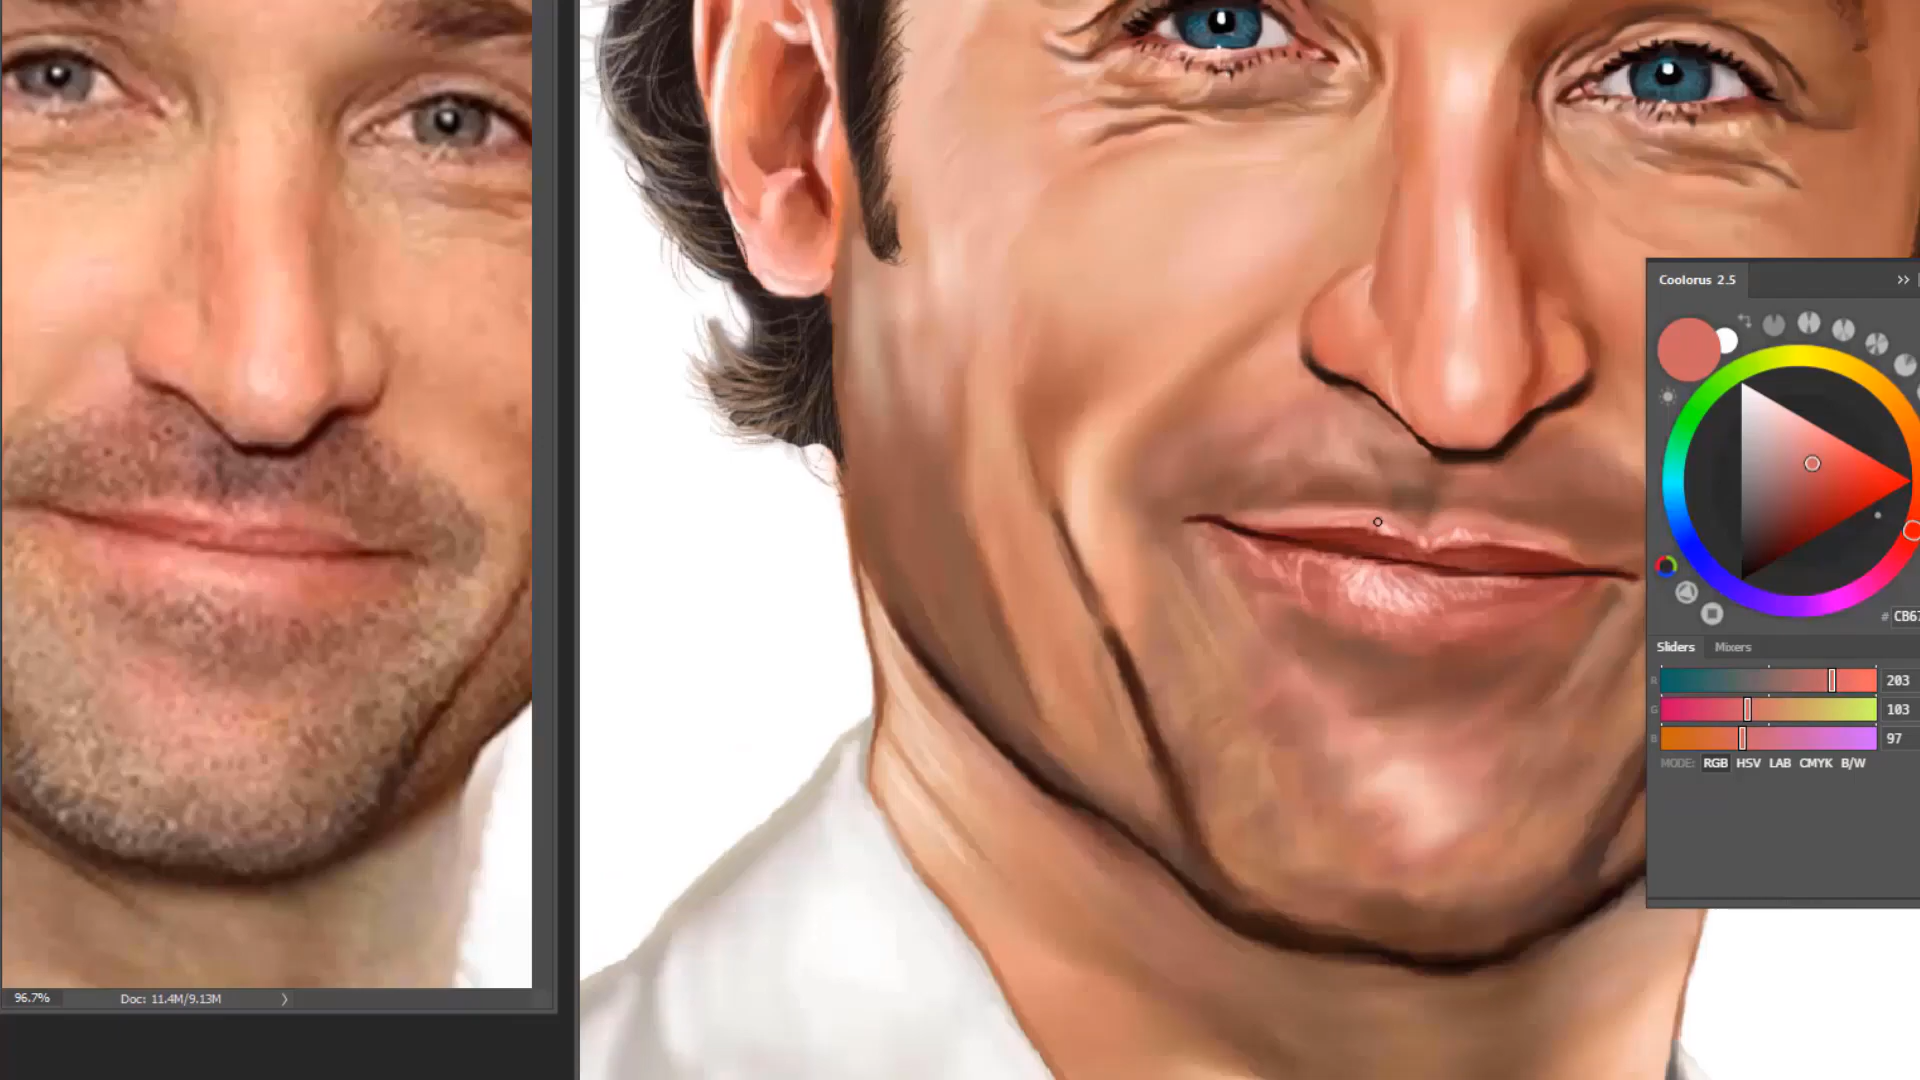 Coolorus 2.5
# CB67
Sliders Mixers
R 203
G 103
B 97
MODE: RGB HSV LAB CMYK B/W
96.7% Doc: 11.4M/9.13M